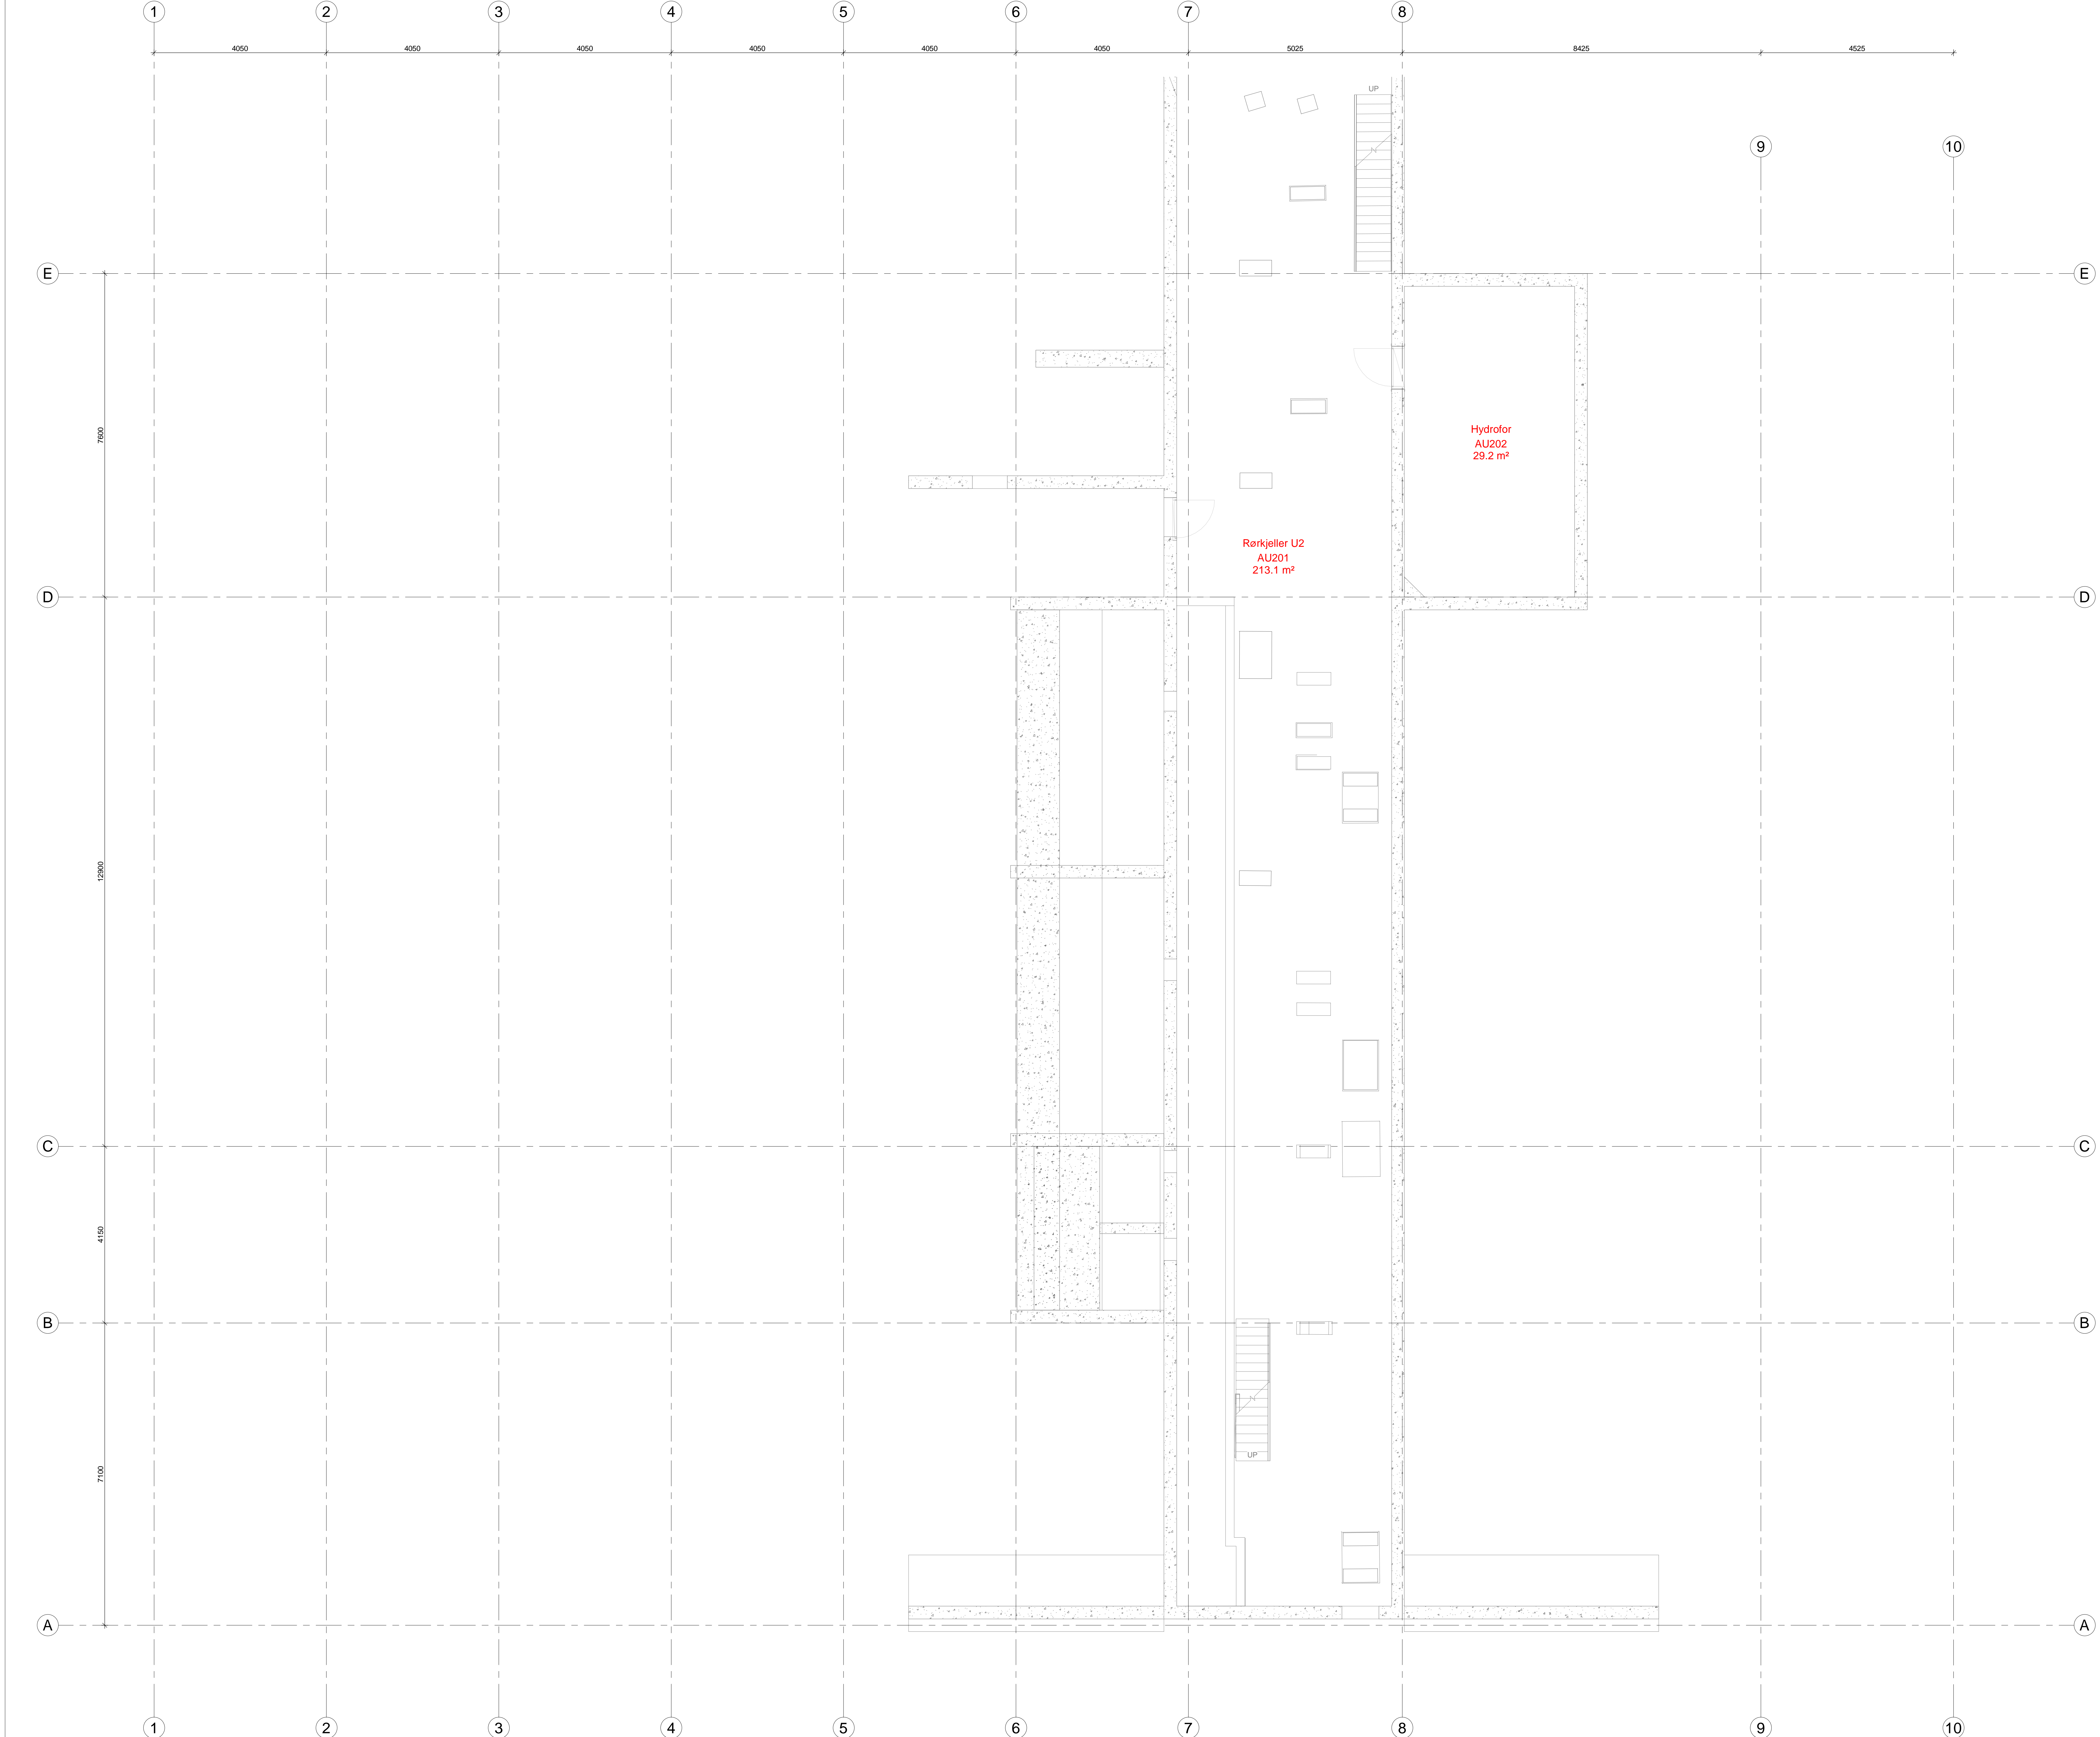 1 2 3 4 5 6 7 8
4050 4050 4050 4050 4050 4050 5025 8425 4525
UP
9 10
E E
7600
Hydrofor
AU202
29.2 m²
Rørkjeller U2
AU201
213.1 m²
D D
12900
C C
4150
B B
UP
7100
A A
1 2 3 4 5 6 7 8 9 10